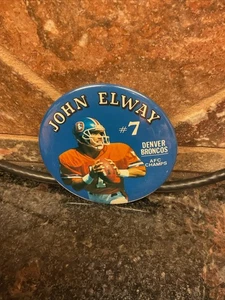 JOHN ELWAY
#7
DENVER
BRONCOS
AFC
CHAMPS